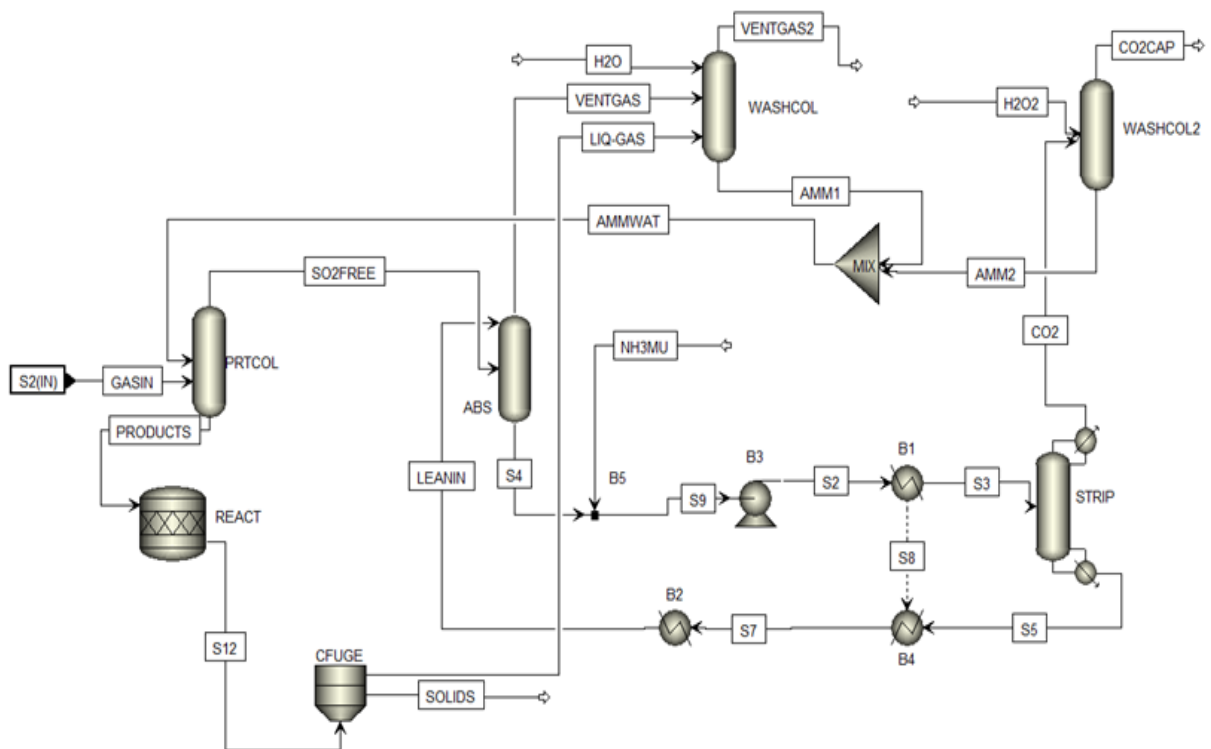 VENTGAS2
CO2CAP
H2O
VENTGAS
WASHCOL
H2O2
WASHCOL2
LIQ-GAS
AMM1
AMMWAT
MIX
AMM2
SO2FREE
CO2
NH3MU
S2(IN)
GASIN
PRTCOL
ABS
PRODUCTS
LEANIN
S4
B5
B3
B1
S9
S2
S3
STRIP
REACT
S8
B2
S12
S7
B4
S5
CFUGE
SOLIDS